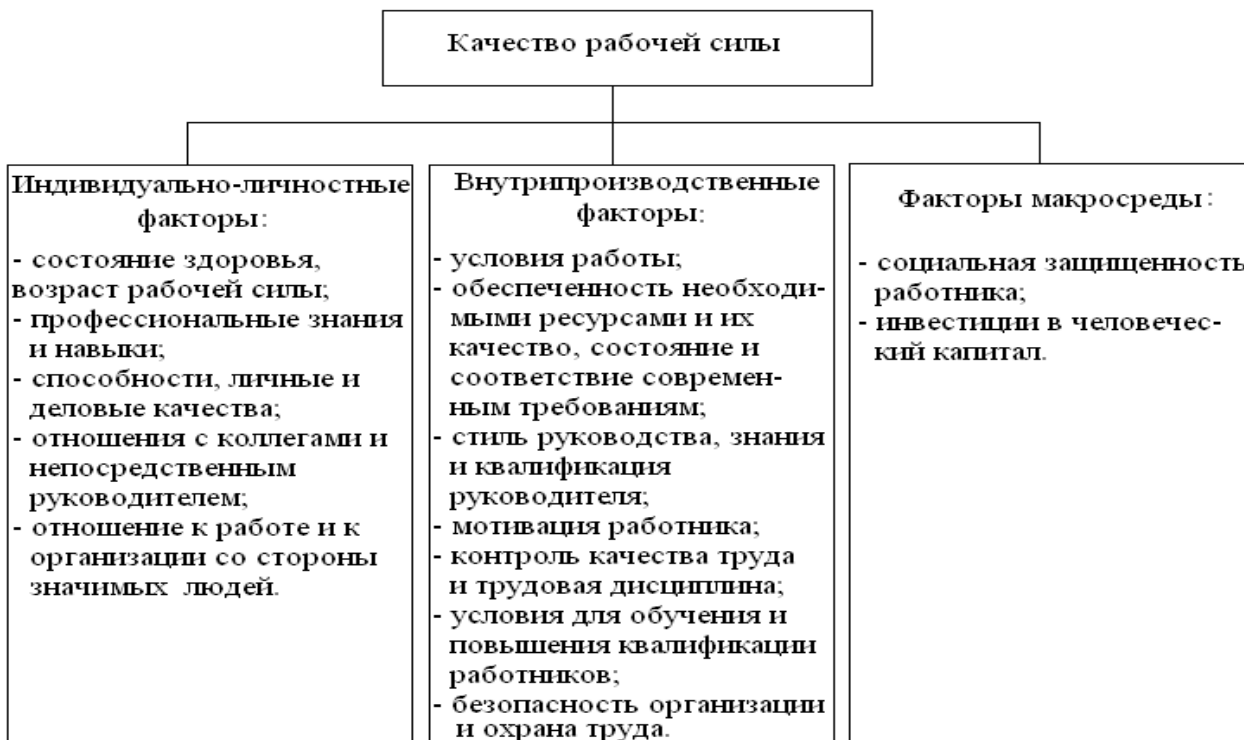 Качество рабочей силы
Индивидуально-личностные
факторы:
- состояние здоровья,
возраст рабочей силы;
- профессиональные знания
и навыки;
- способности, личные и
деловые качества;
- отношения с коллегами и
непосредственным
руководителем;
- отношение к работе и к
организации со стороны
значимых людей.
Внутрипроизводственные
факторы:
- условия работы;
- обеспеченность необходи-
мыми ресурсами и их
качество, состояние и
соответствие современ-
ным требованиям;
- стиль руководства, знания
и квалификация
руководителя;
- мотивация работника;
- контроль качества труда
и трудовая дисциплина;
- условия для обучения и
повышения квалификации
работников;
- безопасность организации
и охрана труда.
Факторы макросреды:
- социальная защищенность
работника;
- инвестиции в человечес-
кий капитал.